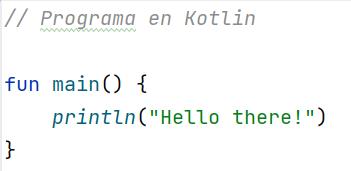 // Programa en Kotlin
fun main() {
    println("Hello there!")
}